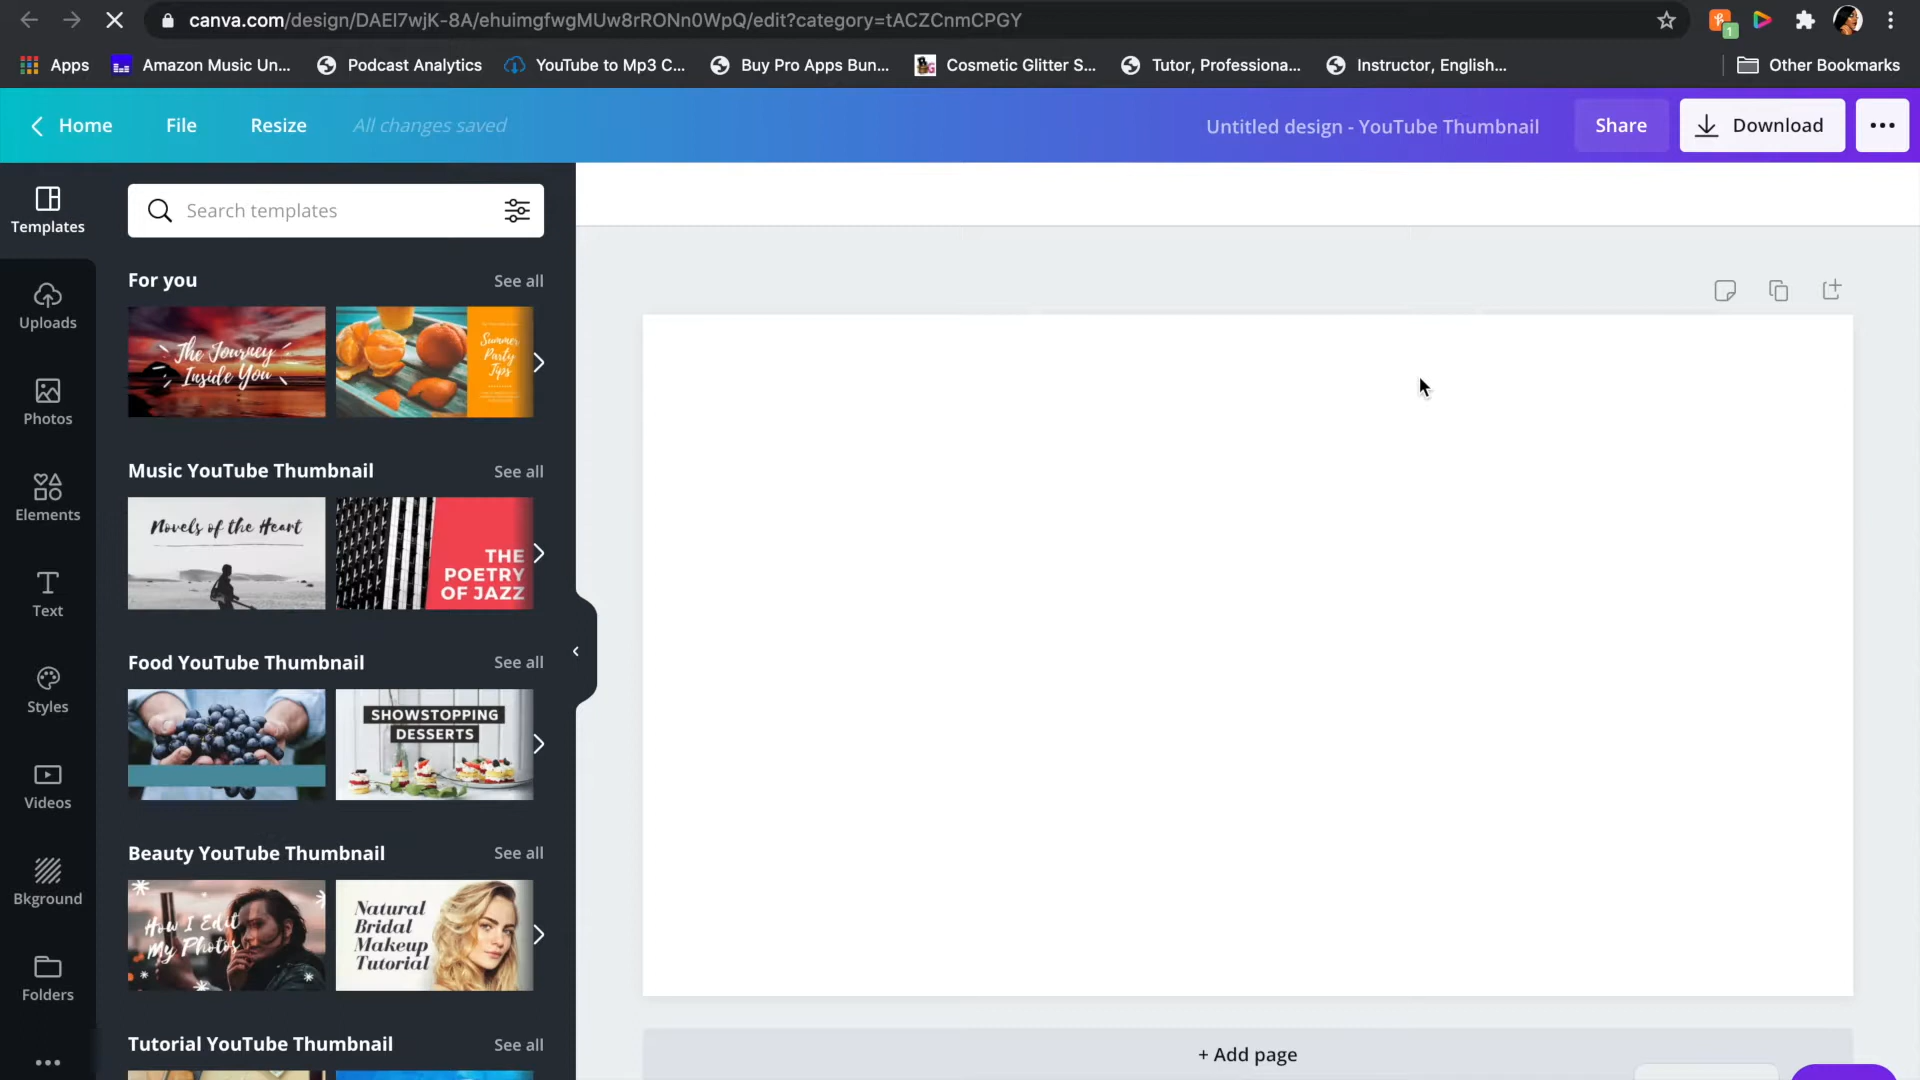 canva.com/design/DAEI7wjK-8A/ehuimgfwgMUw8rRONn0WpQ/edit?category=tACZCnmCPGY
1
Apps
Amazon Music Un...
Podcast Analytics
YouTube to Mp3 C...
Buy Pro Apps Bun...
Cosmetic Glitter S...
Tutor, Professiona...
Instructor, English...
Other Bookmarks
Home
File
Resize
All changes saved
Untitled design - YouTube Thumbnail
Share
Download
Templates
Uploads
Photos
Elements
Text
Styles
Videos
Bkground
Folders
Search templates
For you
See all
The Journey
Inside You
Summer
Party
Tips
Music YouTube Thumbnail
See all
Novels of the Heart
THE
POETRY
OF JAZZ
Food YouTube Thumbnail
See all
SHOWSTOPPING
DESSERTS
Beauty YouTube Thumbnail
See all
How I Edit
My Photos
Natural
Bridal
Makeup
Tutorial
Tutorial YouTube Thumbnail
See all
+ Add page